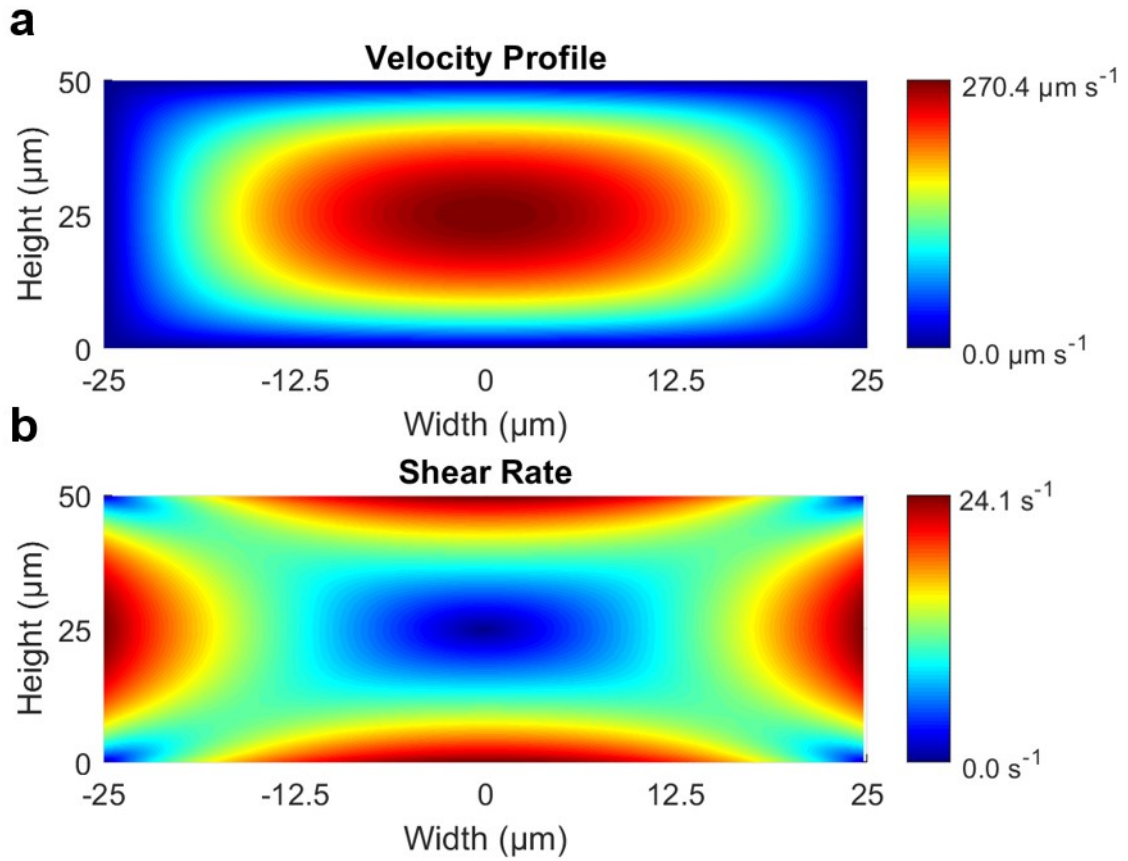 a
Velocity Profile
50
25
0
Height (µm)
-25 -12.5 0 12.5 25
Width (µm)
270.4 µm s⁻¹
0.0 µm s⁻¹
b
Shear Rate
50
25
0
Height (µm)
-25 -12.5 0 12.5 25
Width (µm)
24.1 s⁻¹
0.0 s⁻¹